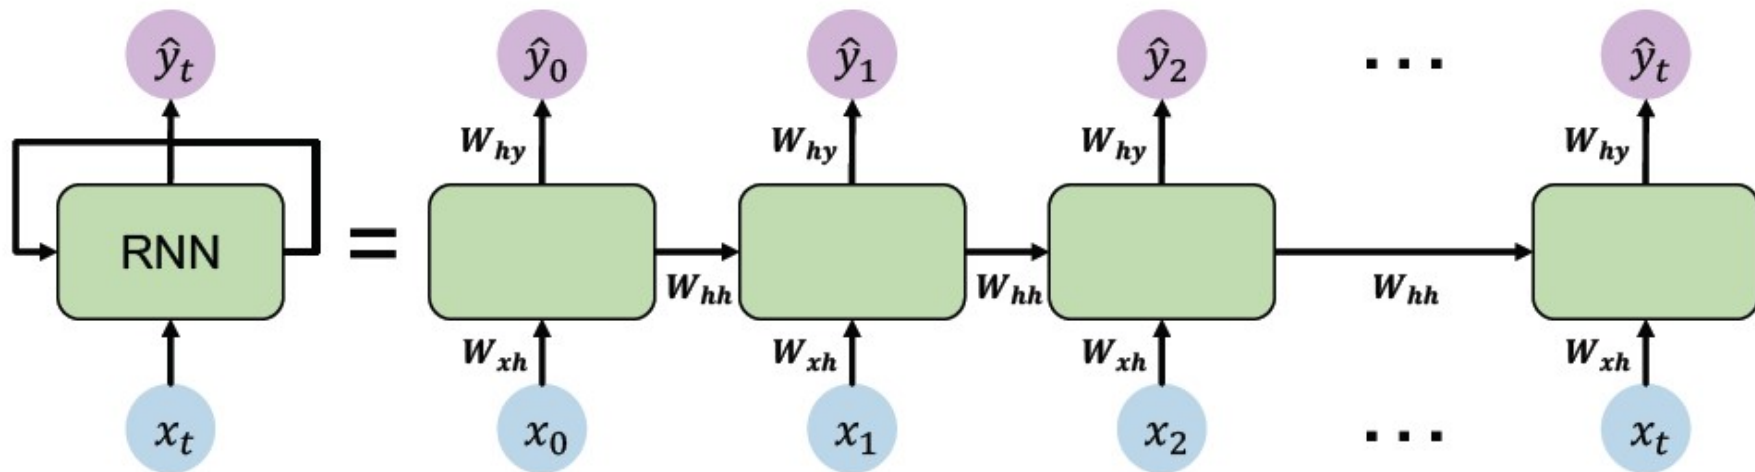 ŷ_t ŷ_0 ŷ_1 ŷ_2 ... ŷ_t
W_hy W_hy W_hy W_hy
RNN =
W_hh W_hh W_hh
W_xh W_xh W_xh W_xh
x_t x_0 x_1 x_2 ... x_t